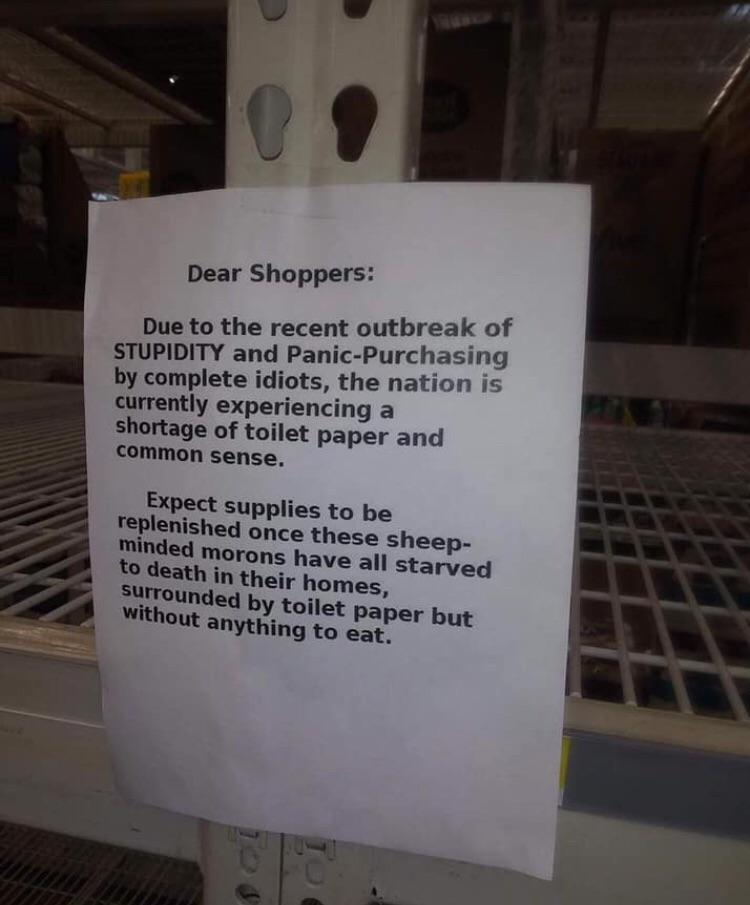 Dear Shoppers:
Due to the recent outbreak of
STUPIDITY and Panic-Purchasing
by complete idiots, the nation is
currently experiencing a
shortage of toilet paper and
common sense.
Expect supplies to be
replenished once these sheep-
minded morons have all starved
to death in their homes,
surrounded by toilet paper but
without anything to eat.